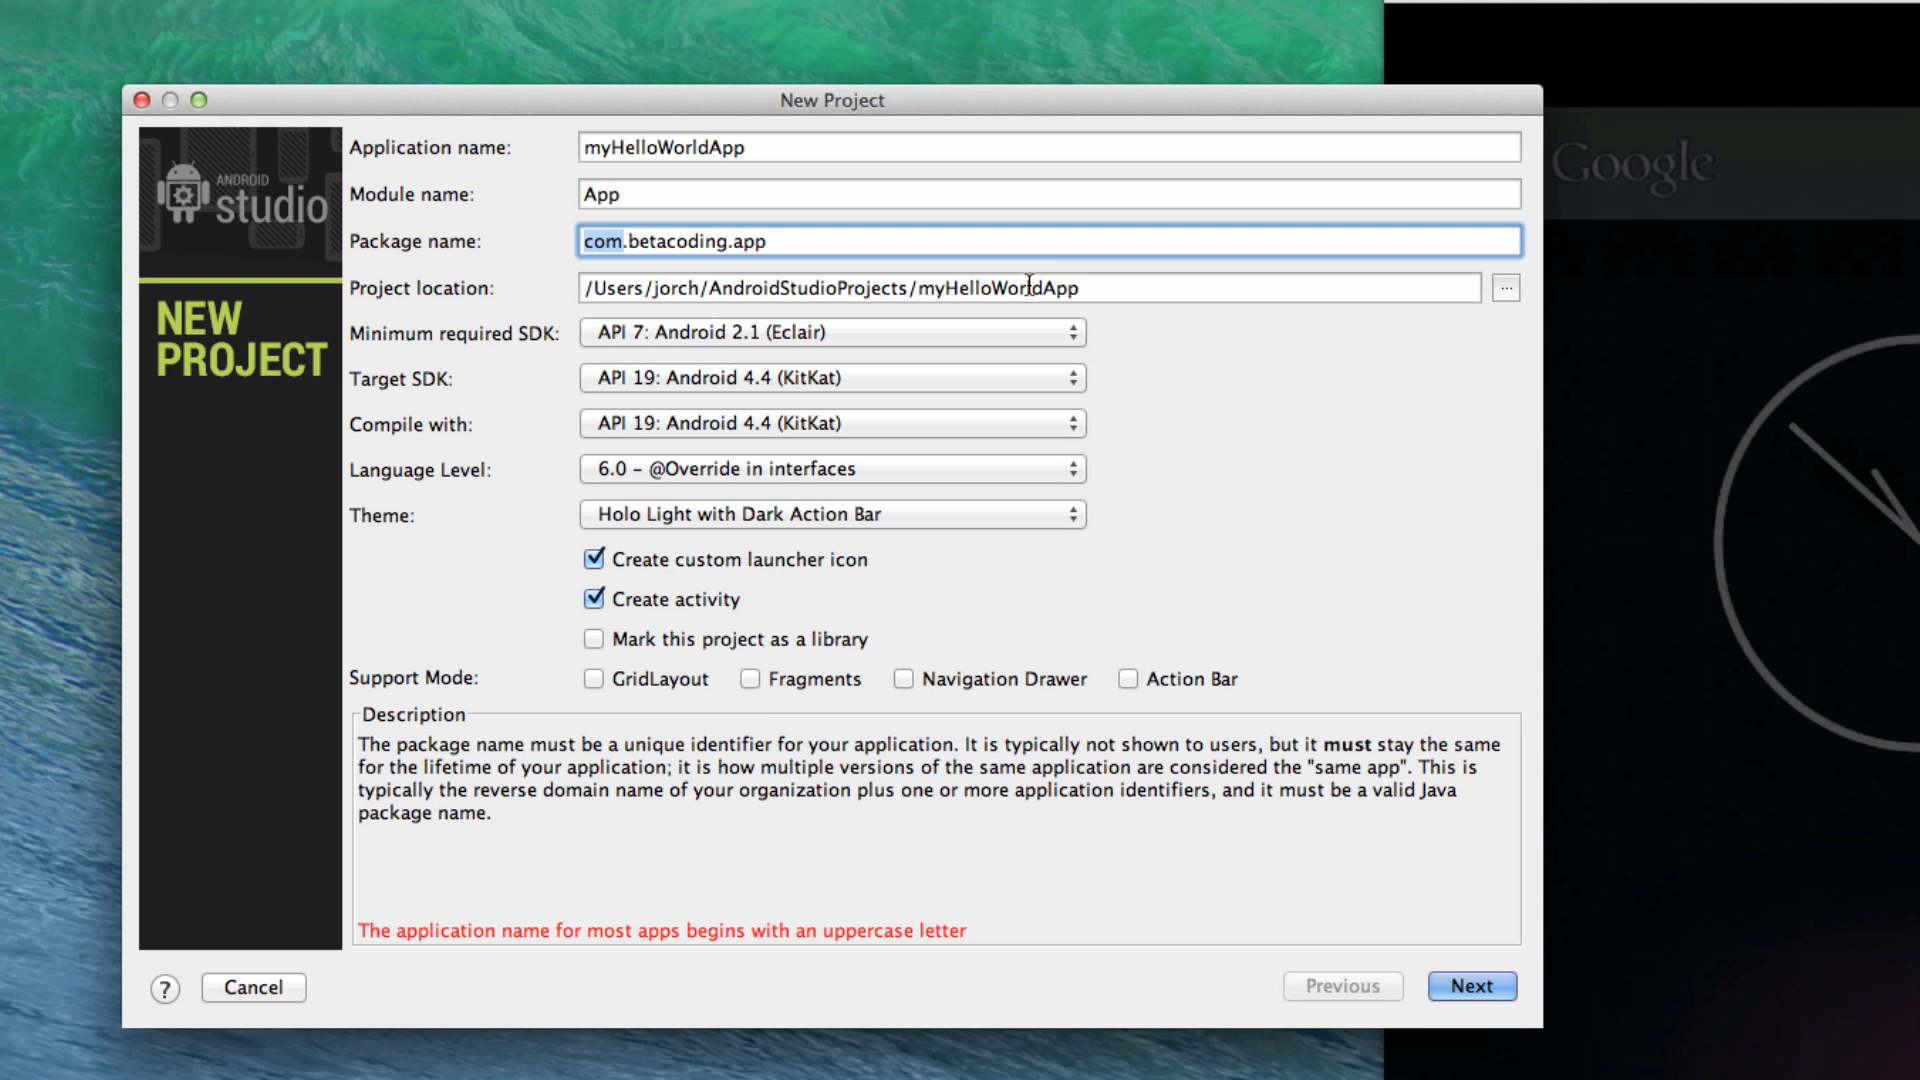 New Project
ANDROID
studio
NEW
PROJECT
Application name: myHelloWorldApp
Module name: App
Package name: com.betacoding.app
Project location: /Users/jorch/AndroidStudioProjects/myHelloWorldApp ...
Minimum required SDK: API 7: Android 2.1 (Eclair)
Target SDK: API 19: Android 4.4 (KitKat)
Compile with: API 19: Android 4.4 (KitKat)
Language Level: 6.0 – @Override in interfaces
Theme: Holo Light with Dark Action Bar
Create custom launcher icon
Create activity
Mark this project as a library
Support Mode: GridLayout Fragments Navigation Drawer Action Bar
Description
The package name must be a unique identifier for your application. It is typically not shown to users, but it must stay the same
for the lifetime of your application; it is how multiple versions of the same application are considered the "same app". This is
typically the reverse domain name of your organization plus one or more application identifiers, and it must be a valid Java
package name.
The application name for most apps begins with an uppercase letter
? Cancel Previous Next
Google